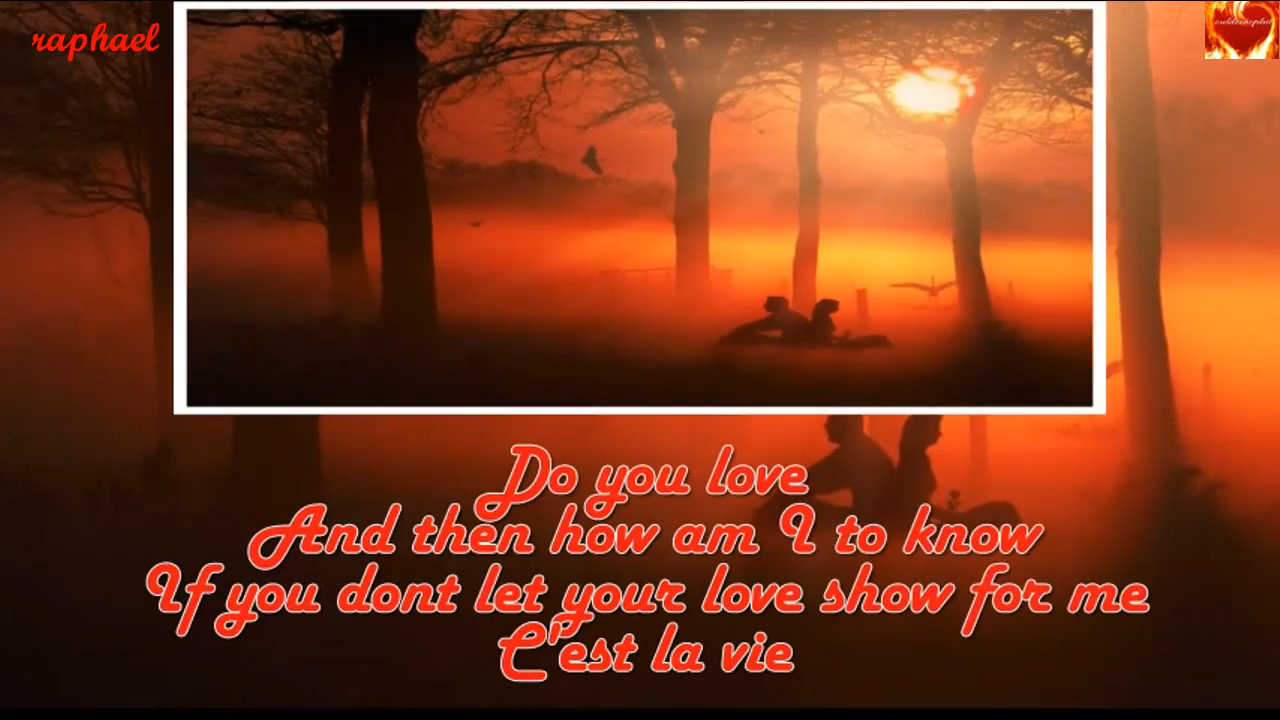 raphael
Do you love
And then how am I to know
If you dont let your love show for me
C'est la vie